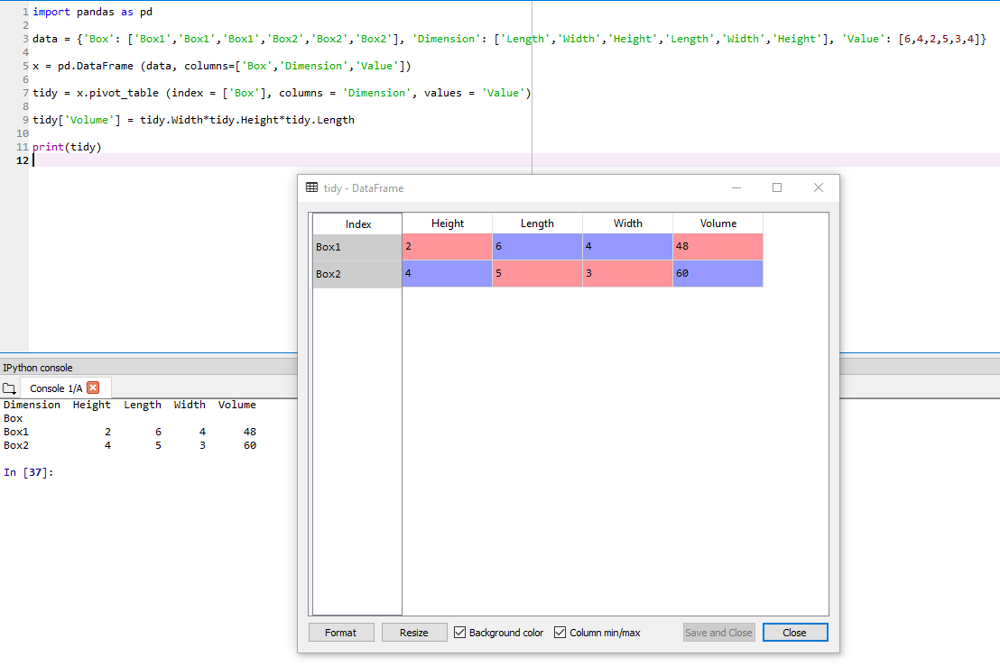 1 import pandas as pd
2
3 data = {'Box': ['Box1','Box1','Box1','Box2','Box2','Box2'], 'Dimension': ['Length','Width','Height','Length','Width','Height'], 'Value': [6,4,2,5,3,4]}
4
5 x = pd.DataFrame (data, columns=['Box','Dimension','Value'])
6
7 tidy = x.pivot_table (index = ['Box'], columns = 'Dimension', values = 'Value')
8
9 tidy['Volume'] = tidy.Width*tidy.Height*tidy.Length
10
11 print(tidy)
12
tidy - DataFrame
Index Height Length Width Volume
Box1 2 6 4 48
Box2 4 5 3 60
Format Resize Background color Column min/max Save and Close Close
IPython console
Console 1/A
Dimension Height Length Width Volume
Box
Box1 2 6 4 48
Box2 4 5 3 60
In [37]: